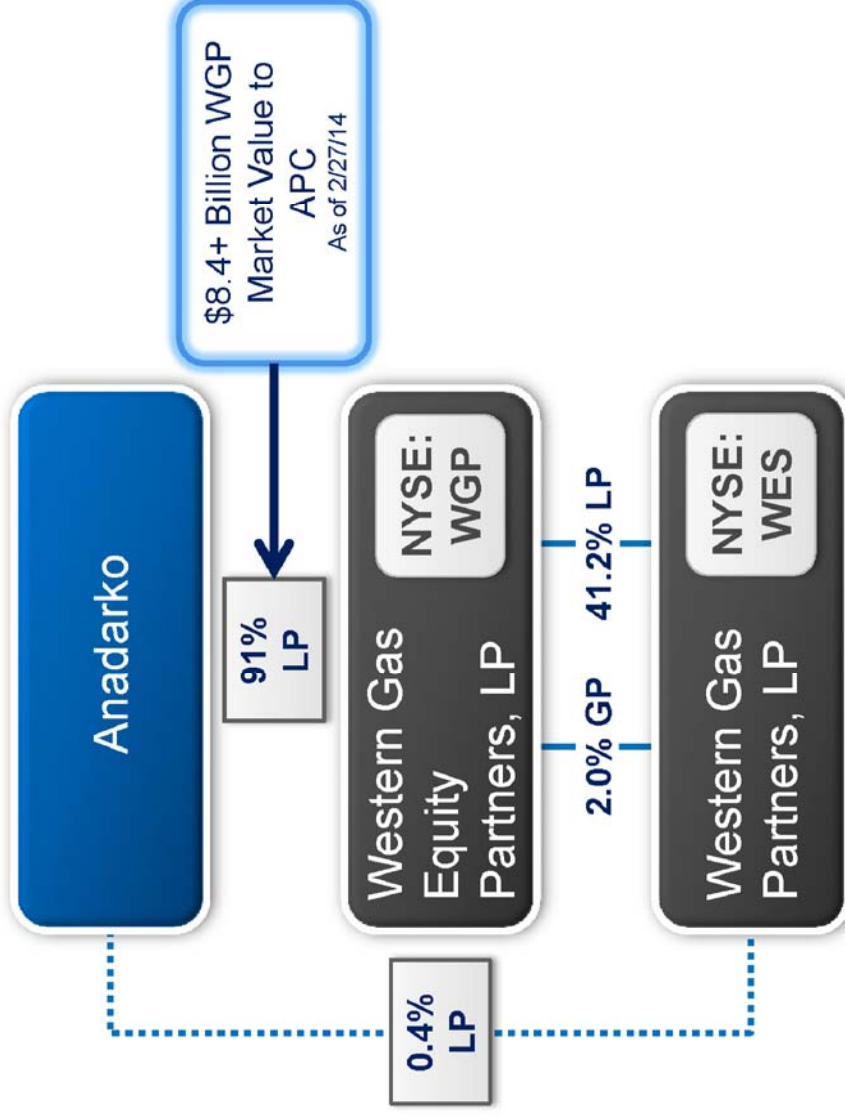 Anadarko
$8.4+ Billion WGP
Market Value to
APC
As of 2/27/14
91%
LP
Western Gas
Equity
Partners, LP
NYSE:
WGP
0.4%
LP
2.0% GP
41.2% LP
Western Gas
Partners, LP
NYSE:
WES